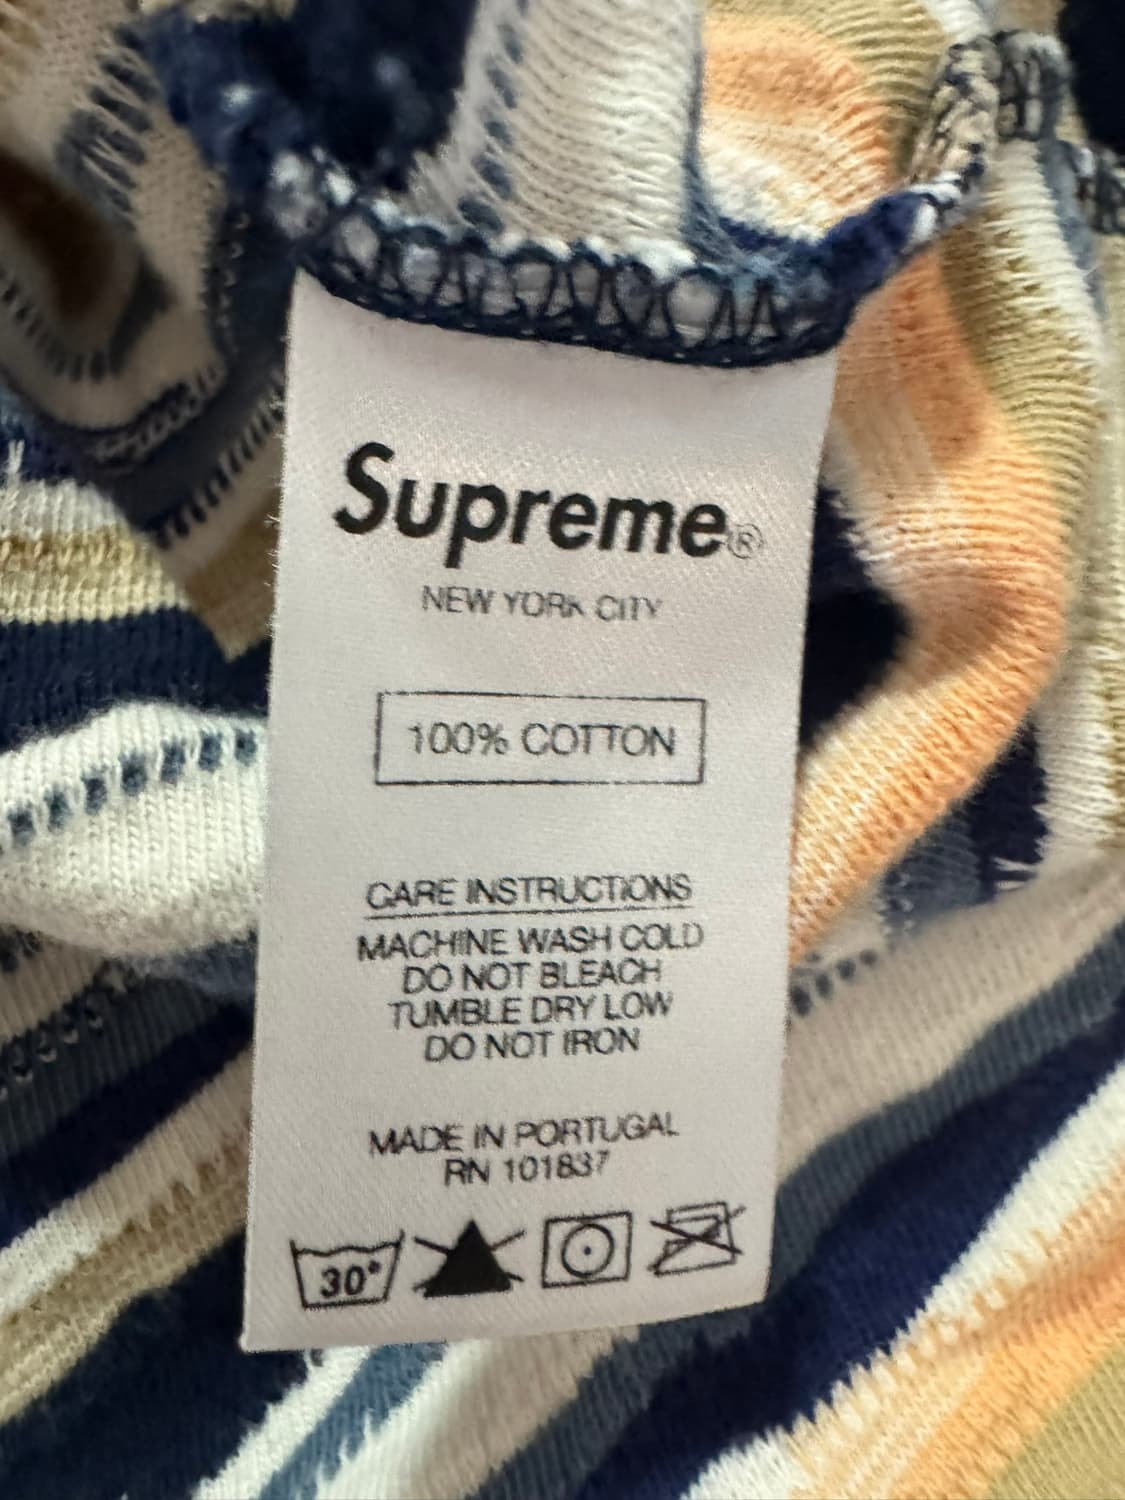 Supreme®
NEW YORK CITY
100% COTTON
CARE INSTRUCTIONS
MACHINE WASH COLD
DO NOT BLEACH
TUMBLE DRY LOW
DO NOT IRON
MADE IN PORTUGAL
RN 101837
30°